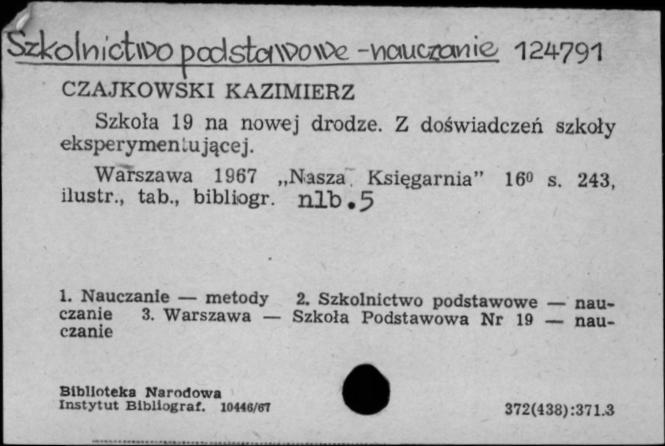 Szkolnictwo podstawowe - nauczanie 124791
CZAJKOWSKI KAZIMIERZ
Szkoła 19 na nowej drodze. Z doświadczeń szkoły
eksperymentującej.
Warszawa 1967 „Nasza Księgarnia" 16⁰ s. 243,
ilustr., tab., bibliogr. nlb. 5
1. Nauczanie — metody 2. Szkolnictwo podstawowe — nau-
czanie 3. Warszawa — Szkoła Podstawowa Nr 19 — nau-
czanie
Biblioteka Narodowa
Instytut Bibliograf. 10446/67
372(438):371.3